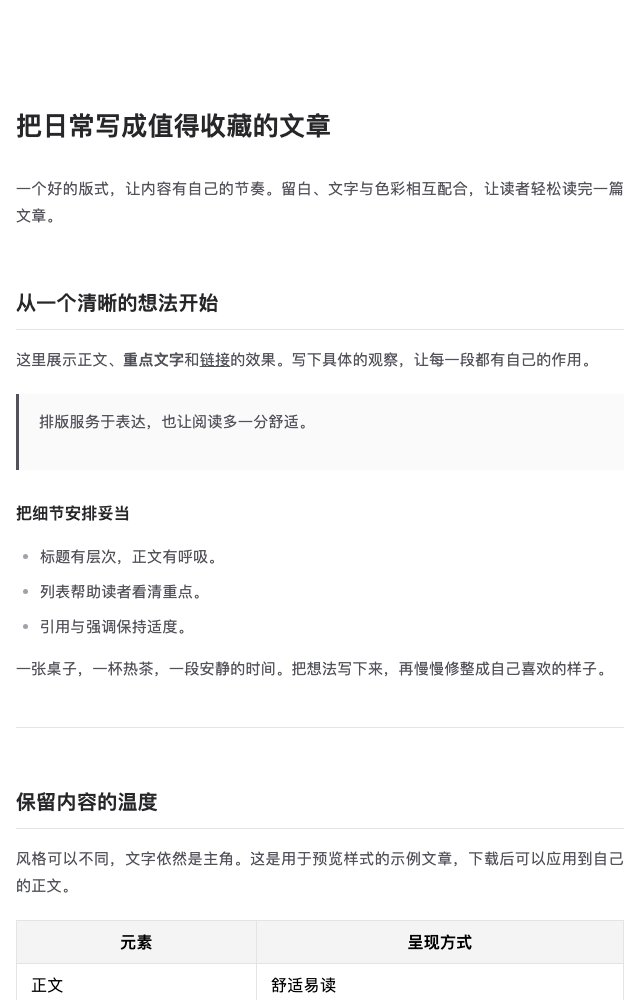 把日常写成值得收藏的文章
一个好的版式，让内容有自己的节奏。留白、文字与色彩相互配合，让读者轻松读完一篇
文章。
从一个清晰的想法开始
这里展示正文、重点文字和链接的效果。写下具体的观察，让每一段都有自己的作用。
排版服务于表达，也让阅读多一分舒适。
把细节安排妥当
标题有层次，正文有呼吸。
列表帮助读者看清重点。
引用与强调保持适度。
一张桌子，一杯热茶，一段安静的时间。把想法写下来，再慢慢修整成自己喜欢的样子。
保留内容的温度
风格可以不同，文字依然是主角。这是用于预览样式的示例文章，下载后可以应用到自己
的正文。
元素 呈现方式
正文 舒适易读